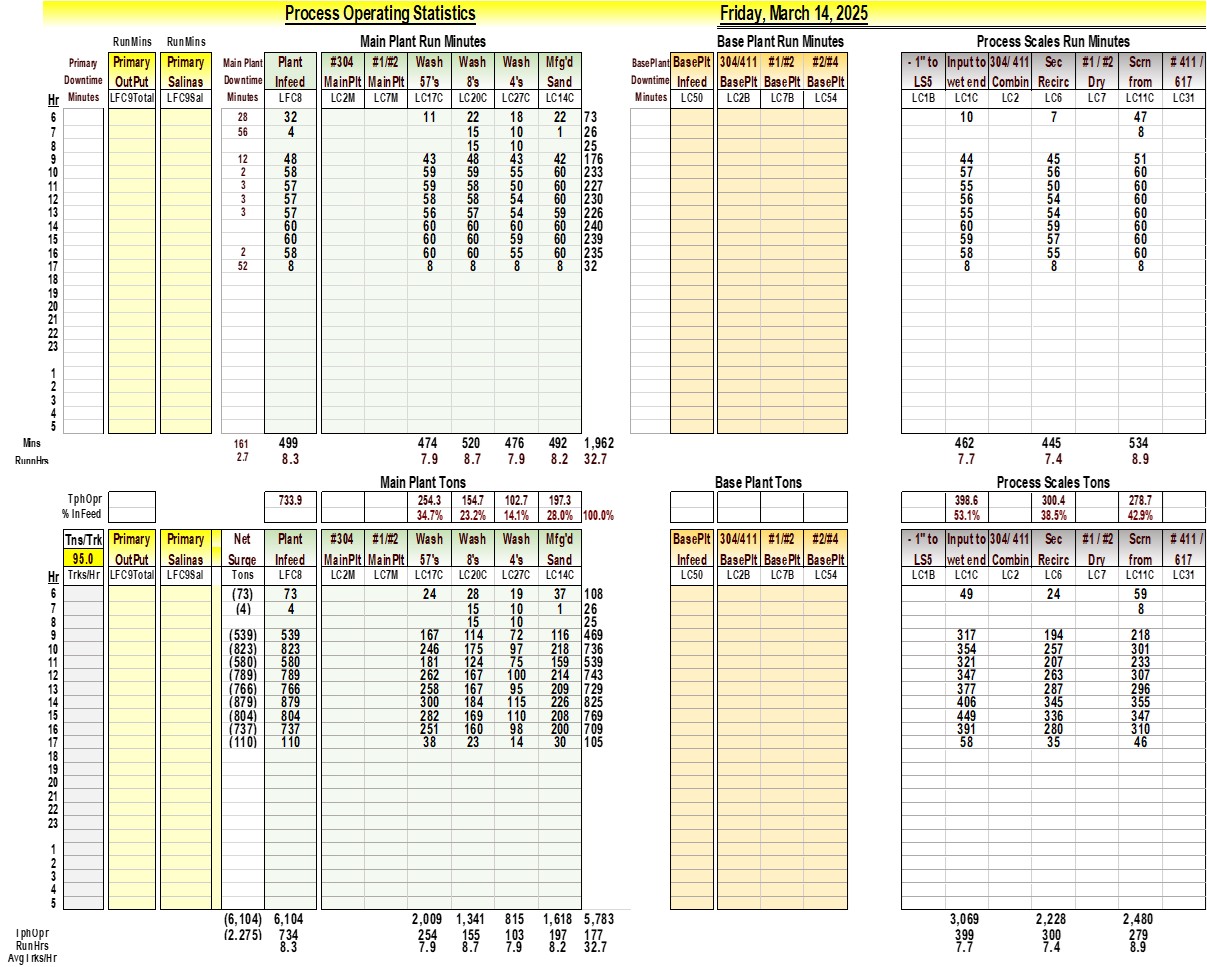 Process Operating Statistics Friday, March 14, 2025
RunMins RunMins Main Plant Run Minutes Base Plant Run Minutes Process Scales Run Minutes
Primary Primary Primary Main Plant Plant #304 #1/#2 Wash Wash Wash Mfg'd BasePlant BasePlt 304/411 #1/#2 #2/#4 - 1" to Input to 304/ 411 Sec #1 / #2 Scrn # 411 /
Downtime OutPut Salinas Downtime Infeed MainPlt MainPlt 57's 8's 4's Sand Downtime Infeed BasePlt BasePlt BasePlt LS5 wet end Combin Recirc Dry from 617
Hr Minutes LFC9Total LFC9Sal Minutes LFC8 LC2M LC7M LC17C LC20C LC27C LC14C Minutes LC50 LC2B LC7B LC54 LC1B LC1C LC2 LC6 LC7 LC11C LC31
6 28 32 11 22 18 22 73 10 7 47
7 56 4 15 10 1 26 8
8 15 10 25
9 12 48 43 48 43 42 176 44 45 51
10 2 58 59 59 55 60 233 57 56 60
11 3 57 59 58 50 60 227 55 50 60
12 3 57 58 58 54 60 230 56 54 60
13 3 57 56 57 54 59 226 55 54 60
14 60 60 60 60 60 240 60 59 60
15 60 60 60 59 60 239 59 57 60
16 2 58 60 60 55 60 235 58 55 60
17 52 8 8 8 8 8 32 8 8 8
18
19
20
21
22
23
1
2
3
4
5
Mins 161 499 474 520 476 492 1,962 462 445 534
RunnHrs 2.7 8.3 7.9 8.7 7.9 8.2 32.7 7.7 7.4 8.9
Main Plant Tons Base Plant Tons Process Scales Tons
TphOpr 733.9 254.3 154.7 102.7 197.3 398.6 300.4 278.7
% InFeed 34.7% 23.2% 14.1% 28.0% 100.0% 53.1% 38.5% 42.9%
Tns/Trk Primary Primary Net Plant #304 #1/#2 Wash Wash Wash Mfg'd BasePlt 304/411 #1/#2 #2/#4 - 1" to Input to 304/ 411 Sec #1 / #2 Scrn # 411 /
95.0 OutPut Salinas Surge Infeed MainPlt MainPlt 57's 8's 4's Sand Infeed BasePlt BasePlt BasePlt LS5 wet end Combin Recirc Dry from 617
Hr Trks/Hr LFC9Total LFC9Sal Tons LFC8 LC2M LC7M LC17C LC20C LC27C LC14C LC50 LC2B LC7B LC54 LC1B LC1C LC2 LC6 LC7 LC11C LC31
6 (73) 73 24 28 19 37 108 49 24 59
7 (4) 4 15 10 1 26 8
8 15 10 25
9 (539) 539 167 114 72 116 469 317 194 218
10 (823) 823 246 175 97 218 736 354 257 301
11 (580) 580 181 124 75 159 539 321 207 233
12 (789) 789 262 167 100 214 743 347 263 307
13 (766) 766 258 167 95 209 729 377 287 296
14 (879) 879 300 184 115 226 825 406 345 355
15 (804) 804 282 169 110 208 769 449 336 347
16 (737) 737 251 160 98 200 709 391 280 310
17 (110) 110 38 23 14 30 105 58 35 46
18
19
20
21
22
23
1
2
3
4
5
(6,104) 6,104 2,009 1,341 815 1,618 5,783 3,069 2,228 2,480
TphOpr (2.275) 734 254 155 103 197 177 399 300 279
RunHrs 8.3 7.9 8.7 7.9 8.2 32.7 7.7 7.4 8.9
Avg Trks/Hr